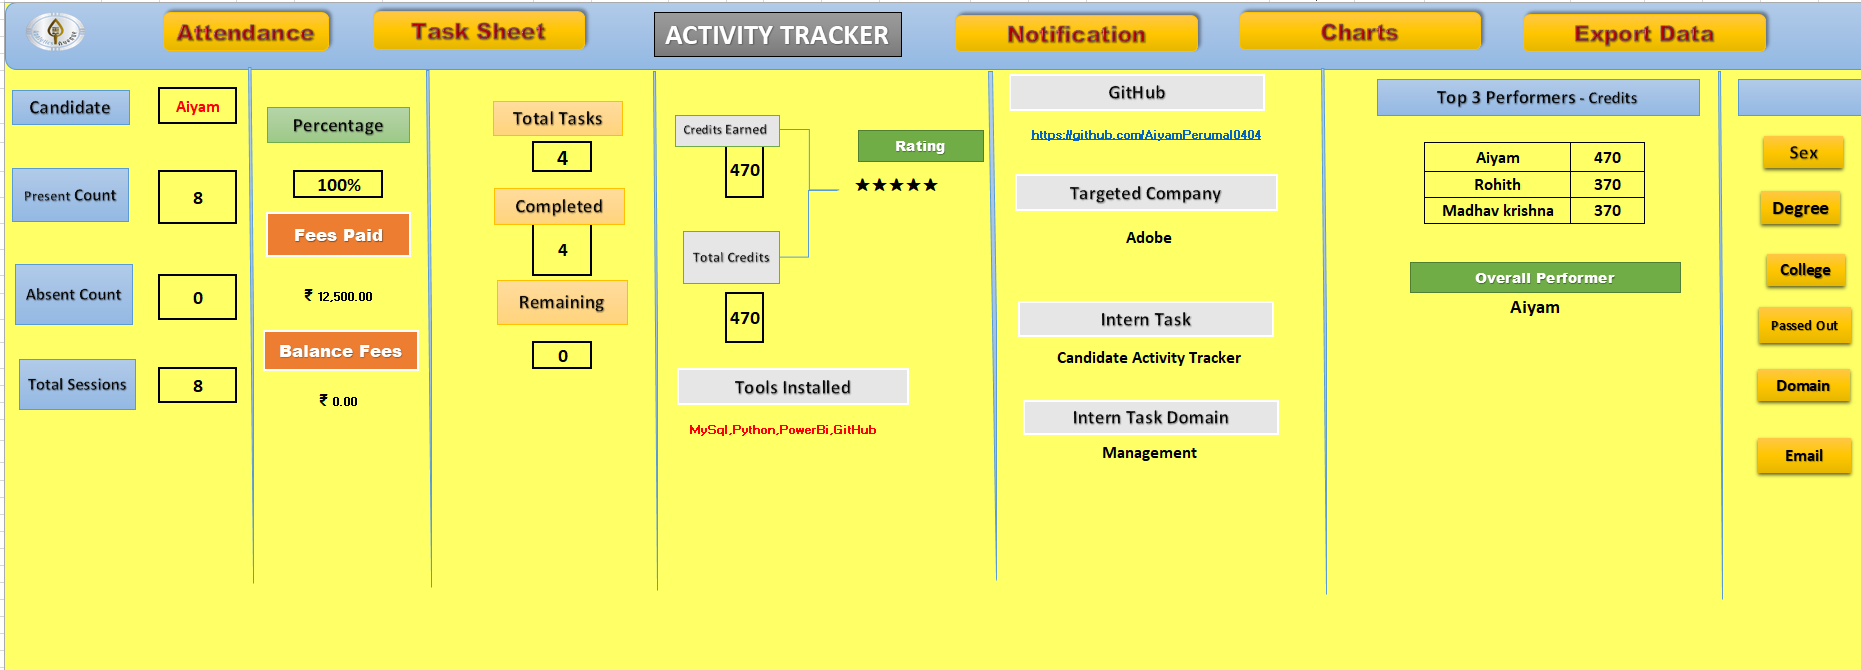 Attendance
Task Sheet
ACTIVITY TRACKER
Notification
Charts
Export Data
Candidate
Aiyam
Present Count
8
Absent Count
0
Total Sessions
8
Percentage
100%
Fees Paid
₹ 12,500.00
Balance Fees
₹ 0.00
Total Tasks
4
Completed
4
Remaining
0
Credits Earned
470
Total Credits
470
Rating
★★★★★
Tools Installed
MySql,Python,PowerBi,GitHub
GitHub
https://github.com/AiyamPerumal0404
Targeted Company
Adobe
Intern Task
Candidate Activity Tracker
Intern Task Domain
Management
Top 3 Performers - Credits
Aiyam 470
Rohith 370
Madhav krishna 370
Overall Performer
Aiyam
Sex
Degree
College
Passed Out
Domain
Email